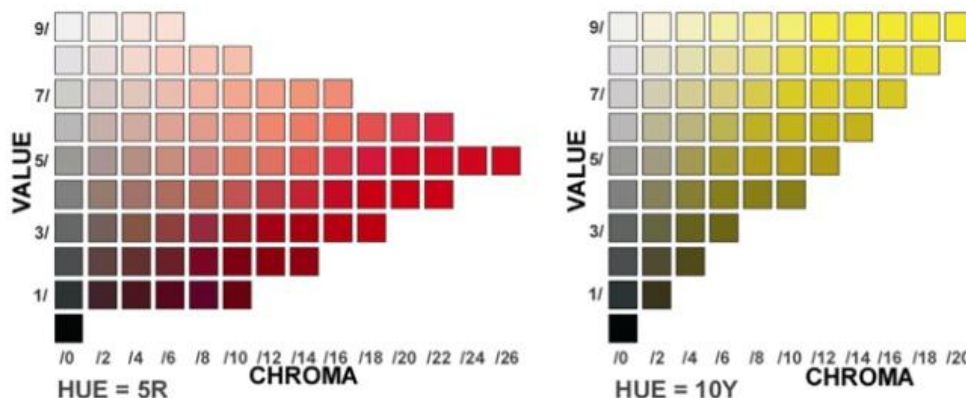 9/
7/
5/
3/
1/
VALUE
/0 /2 /4 /6 /8 /10 /12 /14 /16 /18 /20 /22 /24 /26
CHROMA
HUE = 5R
9/
7/
5/
3/
1/
VALUE
/0 /2 /4 /6 /8 /10 /12 /14 /16 /18 /20
CHROMA
HUE = 10Y